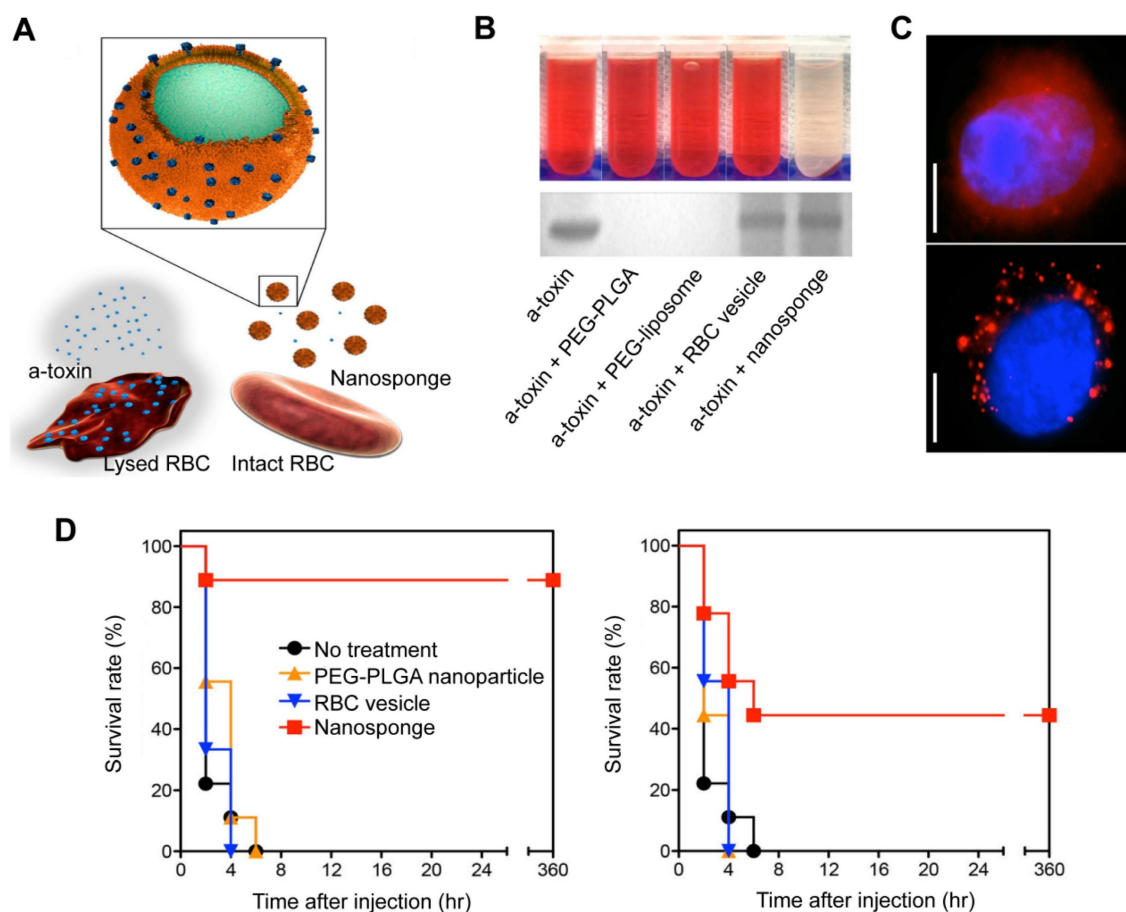 A
a-toxin
Nanosponge
Lysed RBC
Intact RBC
B
a-toxin
a-toxin + PEG-PLGA
a-toxin + PEG-liposome
a-toxin + RBC vesicle
a-toxin + nanosponge
C
D
Survival rate (%)
100
80
60
40
20
0
No treatment
PEG-PLGA nanoparticle
RBC vesicle
Nanosponge
0 4 8 12 16 20 24 360
Time after injection (hr)
Survival rate (%)
100
80
60
40
20
0
0 4 8 12 16 20 24 360
Time after injection (hr)